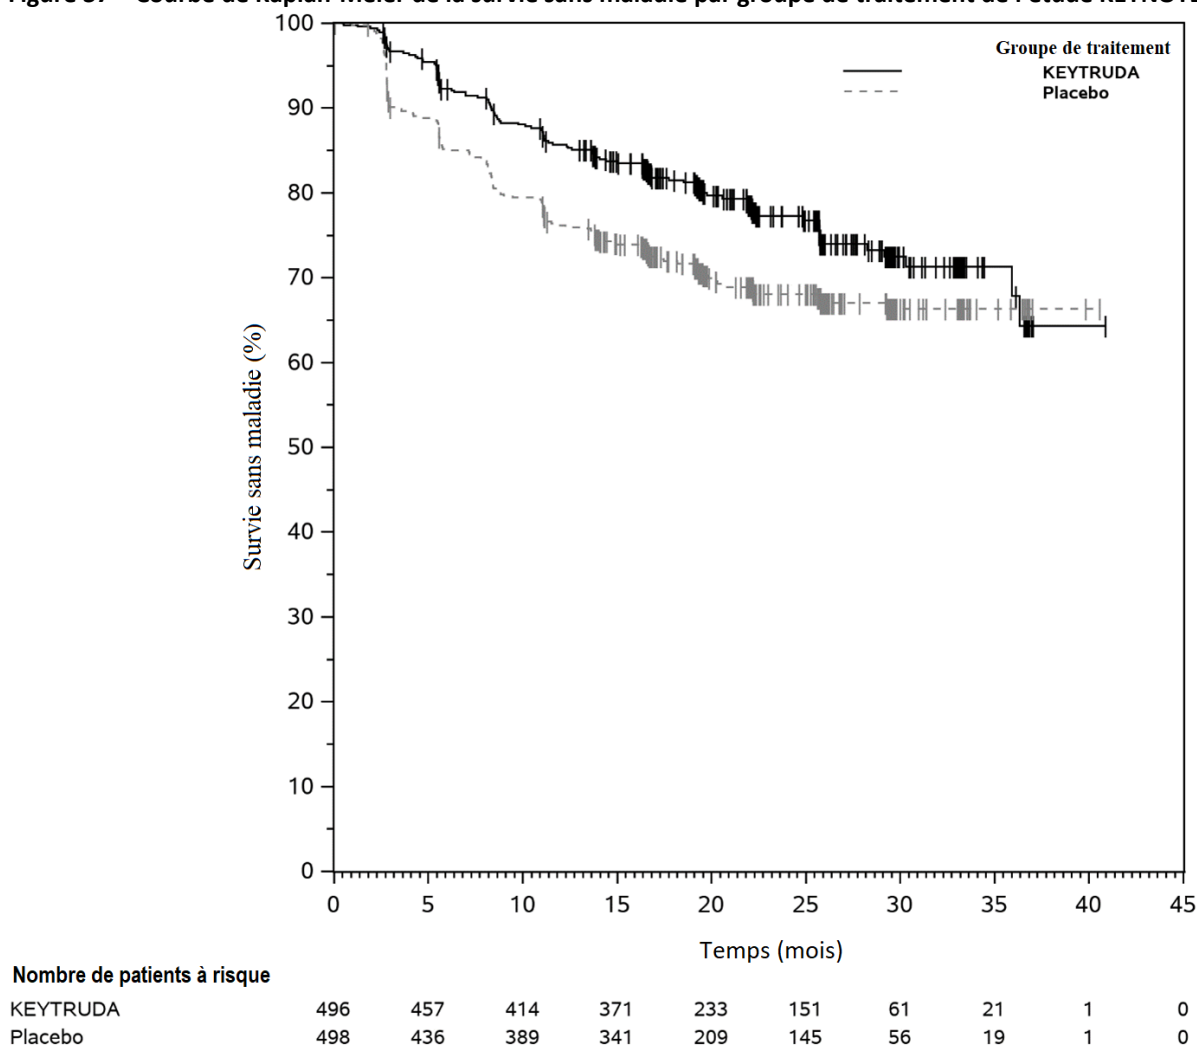 100
Groupe de traitement
KEYTRUDA
Placebo
90
80
70
60
50
40
30
20
10
0
Survie sans maladie (%)
0 5 10 15 20 25 30 35 40 45
Temps (mois)
Nombre de patients à risque
KEYTRUDA 496 457 414 371 233 151 61 21 1 0
Placebo 498 436 389 341 209 145 56 19 1 0